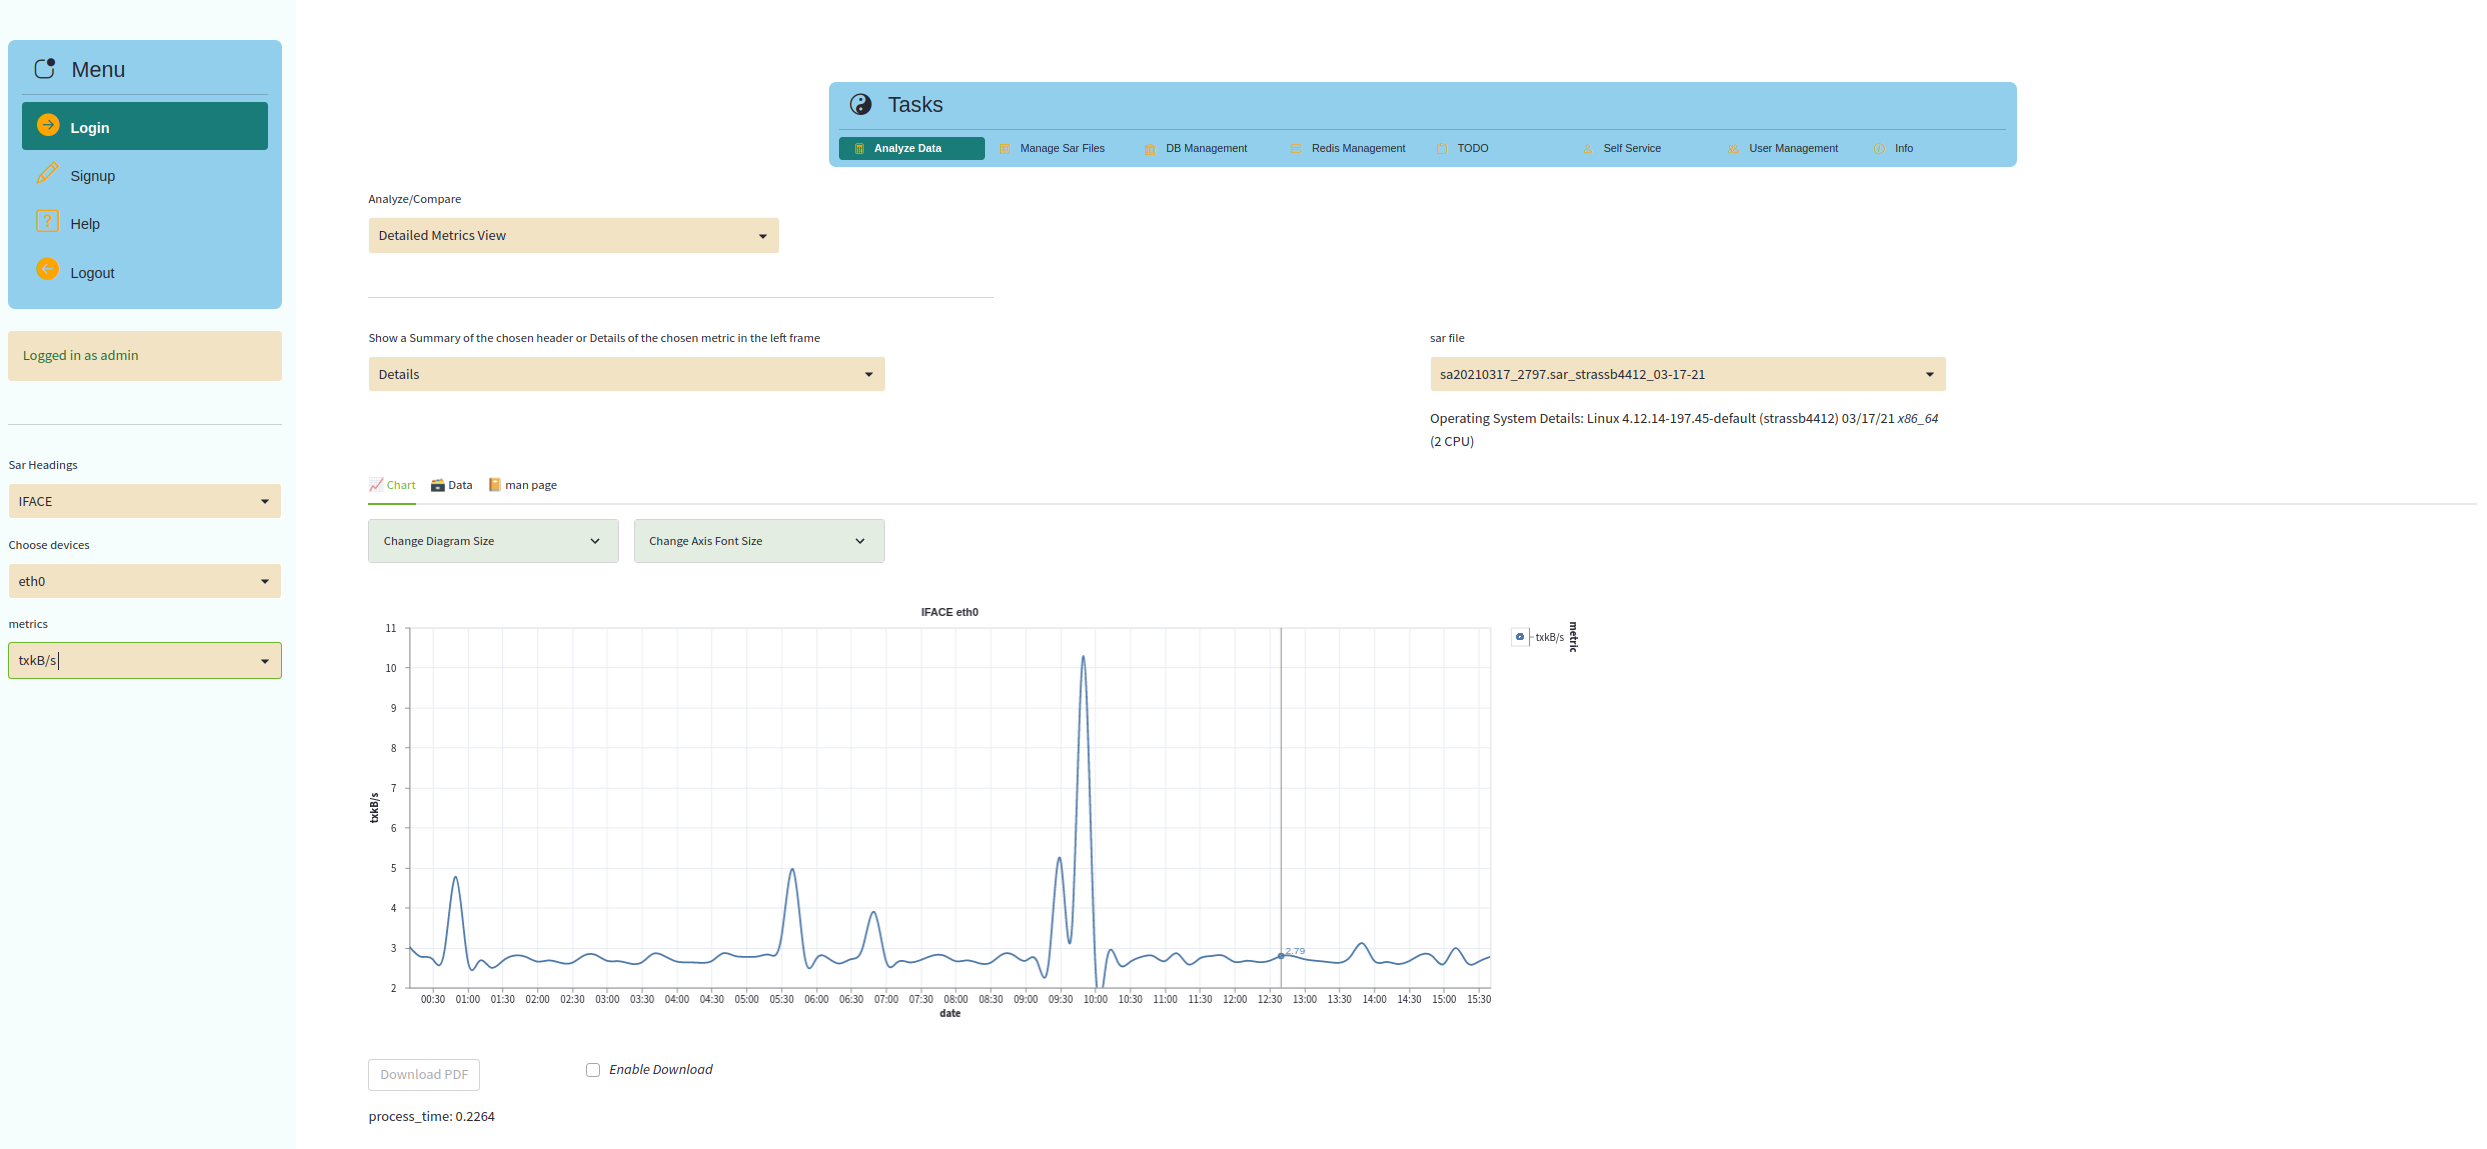 Menu
Login
Signup
Help
Logout
Logged in as admin
Sar Headings
IFACE
Choose devices
eth0
metrics
txkB/s
Tasks
Analyze Data Manage Sar Files DB Management Redis Management TODO Self Service User Management Info
Analyze/Compare
Detailed Metrics View
Show a Summary of the chosen header or Details of the chosen metric in the left frame
Details
sar file
sa20210317_2797.sar_strassb4412_03-17-21
Operating System Details: Linux 4.12.14-197.45-default (strassb4412) 03/17/21 x86_64
(2 CPU)
Chart Data man page
Change Diagram Size Change Axis Font Size
IFACE eth0
11
10
9
8
7
6
5
4
3
2
txkB/s
2.79
txkB/s
metric
00:30 01:00 01:30 02:00 02:30 03:00 03:30 04:00 04:30 05:00 05:30 06:00 06:30 07:00 07:30 08:00 08:30 09:00 09:30 10:00 10:30 11:00 11:30 12:00 12:30 13:00 13:30 14:00 14:30 15:00 15:30
date
Download PDF Enable Download
process_time: 0.2264